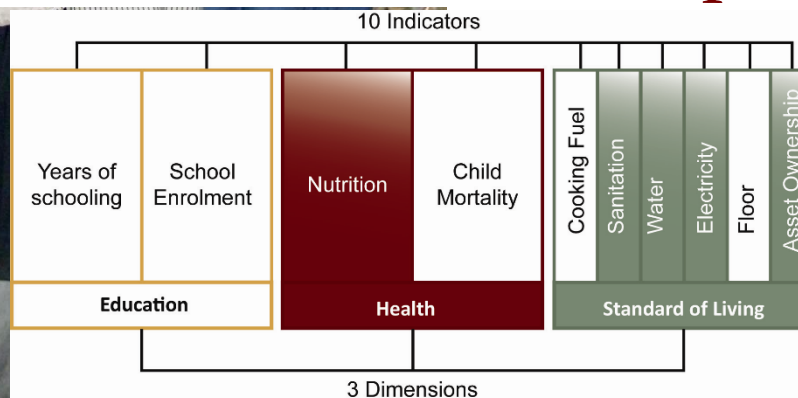 10 Indicators
Years of
schooling
School
Enrolment
Nutrition
Child
Mortality
Cooking Fuel
Sanitation
Water
Electricity
Floor
Asset Ownership
Education
Health
Standard of Living
3 Dimensions